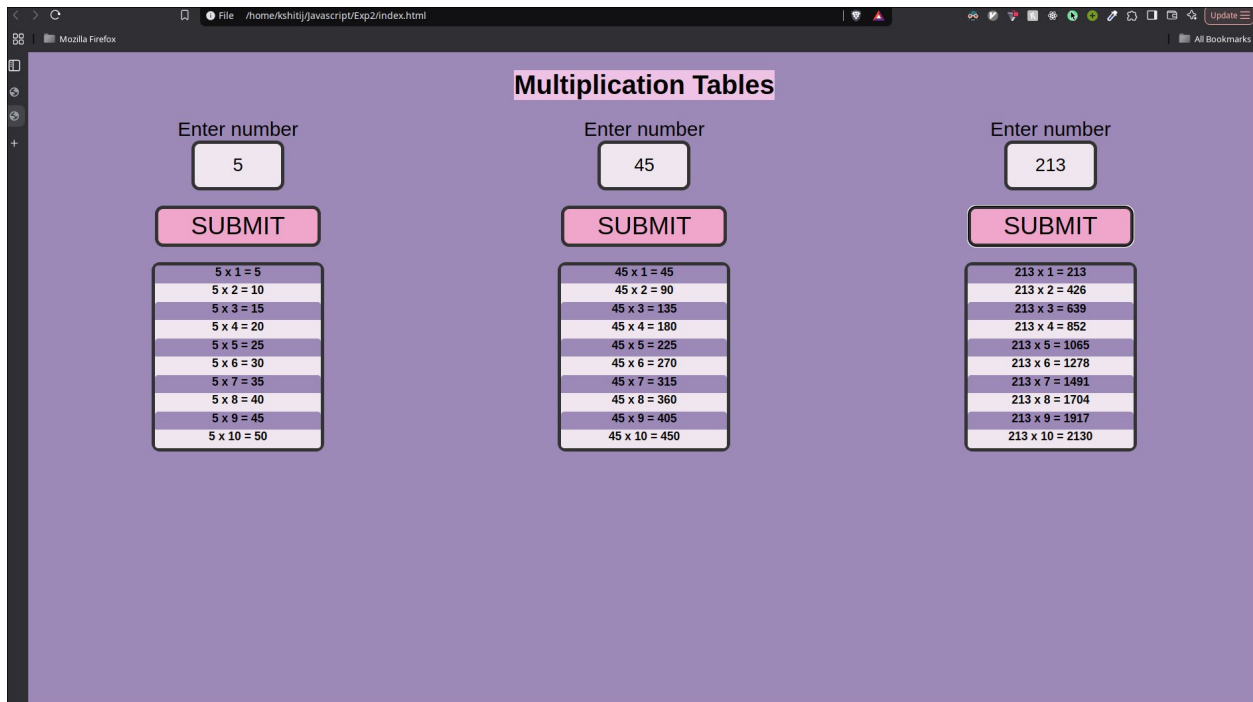 File /home/kshitij/Javascript/Exp2/index.html
Update
Mozilla Firefox
All Bookmarks
Multiplication Tables
Enter number
5
SUBMIT
5 x 1 = 5
5 x 2 = 10
5 x 3 = 15
5 x 4 = 20
5 x 5 = 25
5 x 6 = 30
5 x 7 = 35
5 x 8 = 40
5 x 9 = 45
5 x 10 = 50
Enter number
45
SUBMIT
45 x 1 = 45
45 x 2 = 90
45 x 3 = 135
45 x 4 = 180
45 x 5 = 225
45 x 6 = 270
45 x 7 = 315
45 x 8 = 360
45 x 9 = 405
45 x 10 = 450
Enter number
213
SUBMIT
213 x 1 = 213
213 x 2 = 426
213 x 3 = 639
213 x 4 = 852
213 x 5 = 1065
213 x 6 = 1278
213 x 7 = 1491
213 x 8 = 1704
213 x 9 = 1917
213 x 10 = 2130